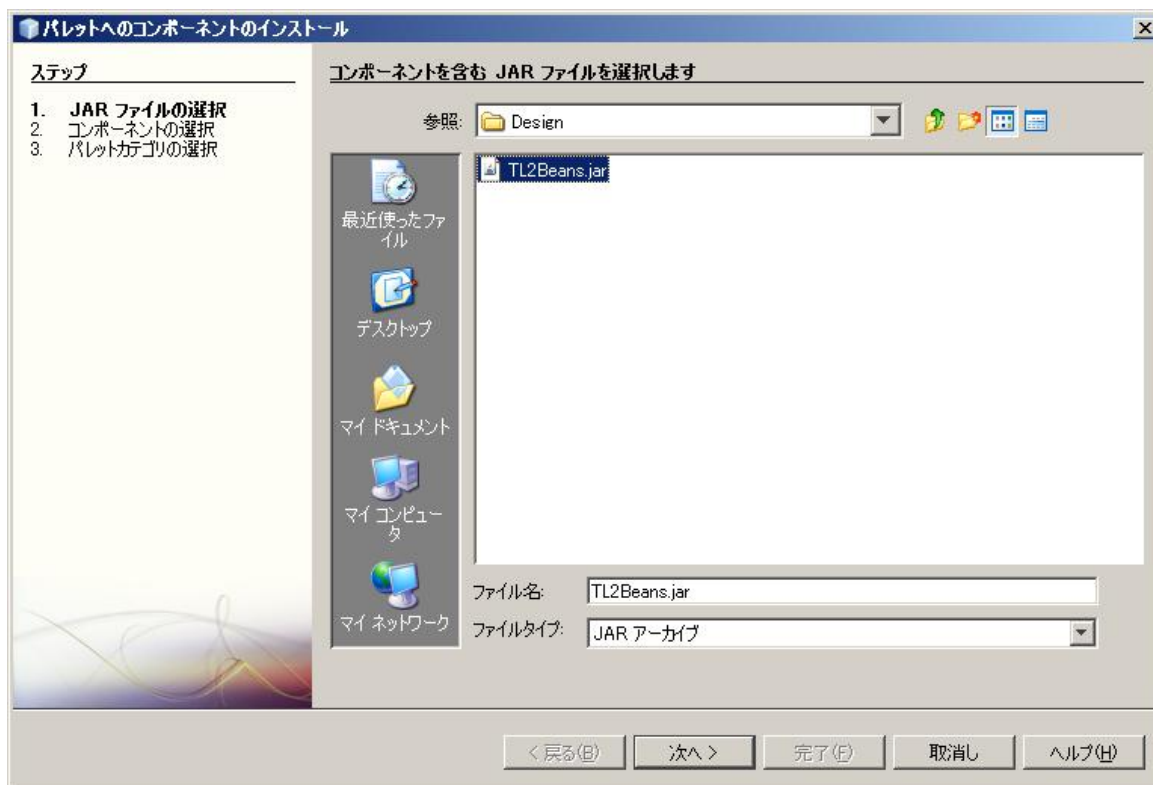 パレットへのコンポーネントのインストール
ステップ
1. JAR ファイルの選択
2. コンポーネントの選択
3. パレットカテゴリの選択
コンポーネントを含む JAR ファイルを選択します
参照: Design
最近使ったファ
イル
デスクトップ
マイ ドキュメント
マイ コンピュー
タ
マイ ネットワーク
TL2Beans.jar
ファイル名: TL2Beans.jar
ファイルタイプ: JAR アーカイブ
< 戻る(B) 次へ > 完了(F) 取消し ヘルプ(H)